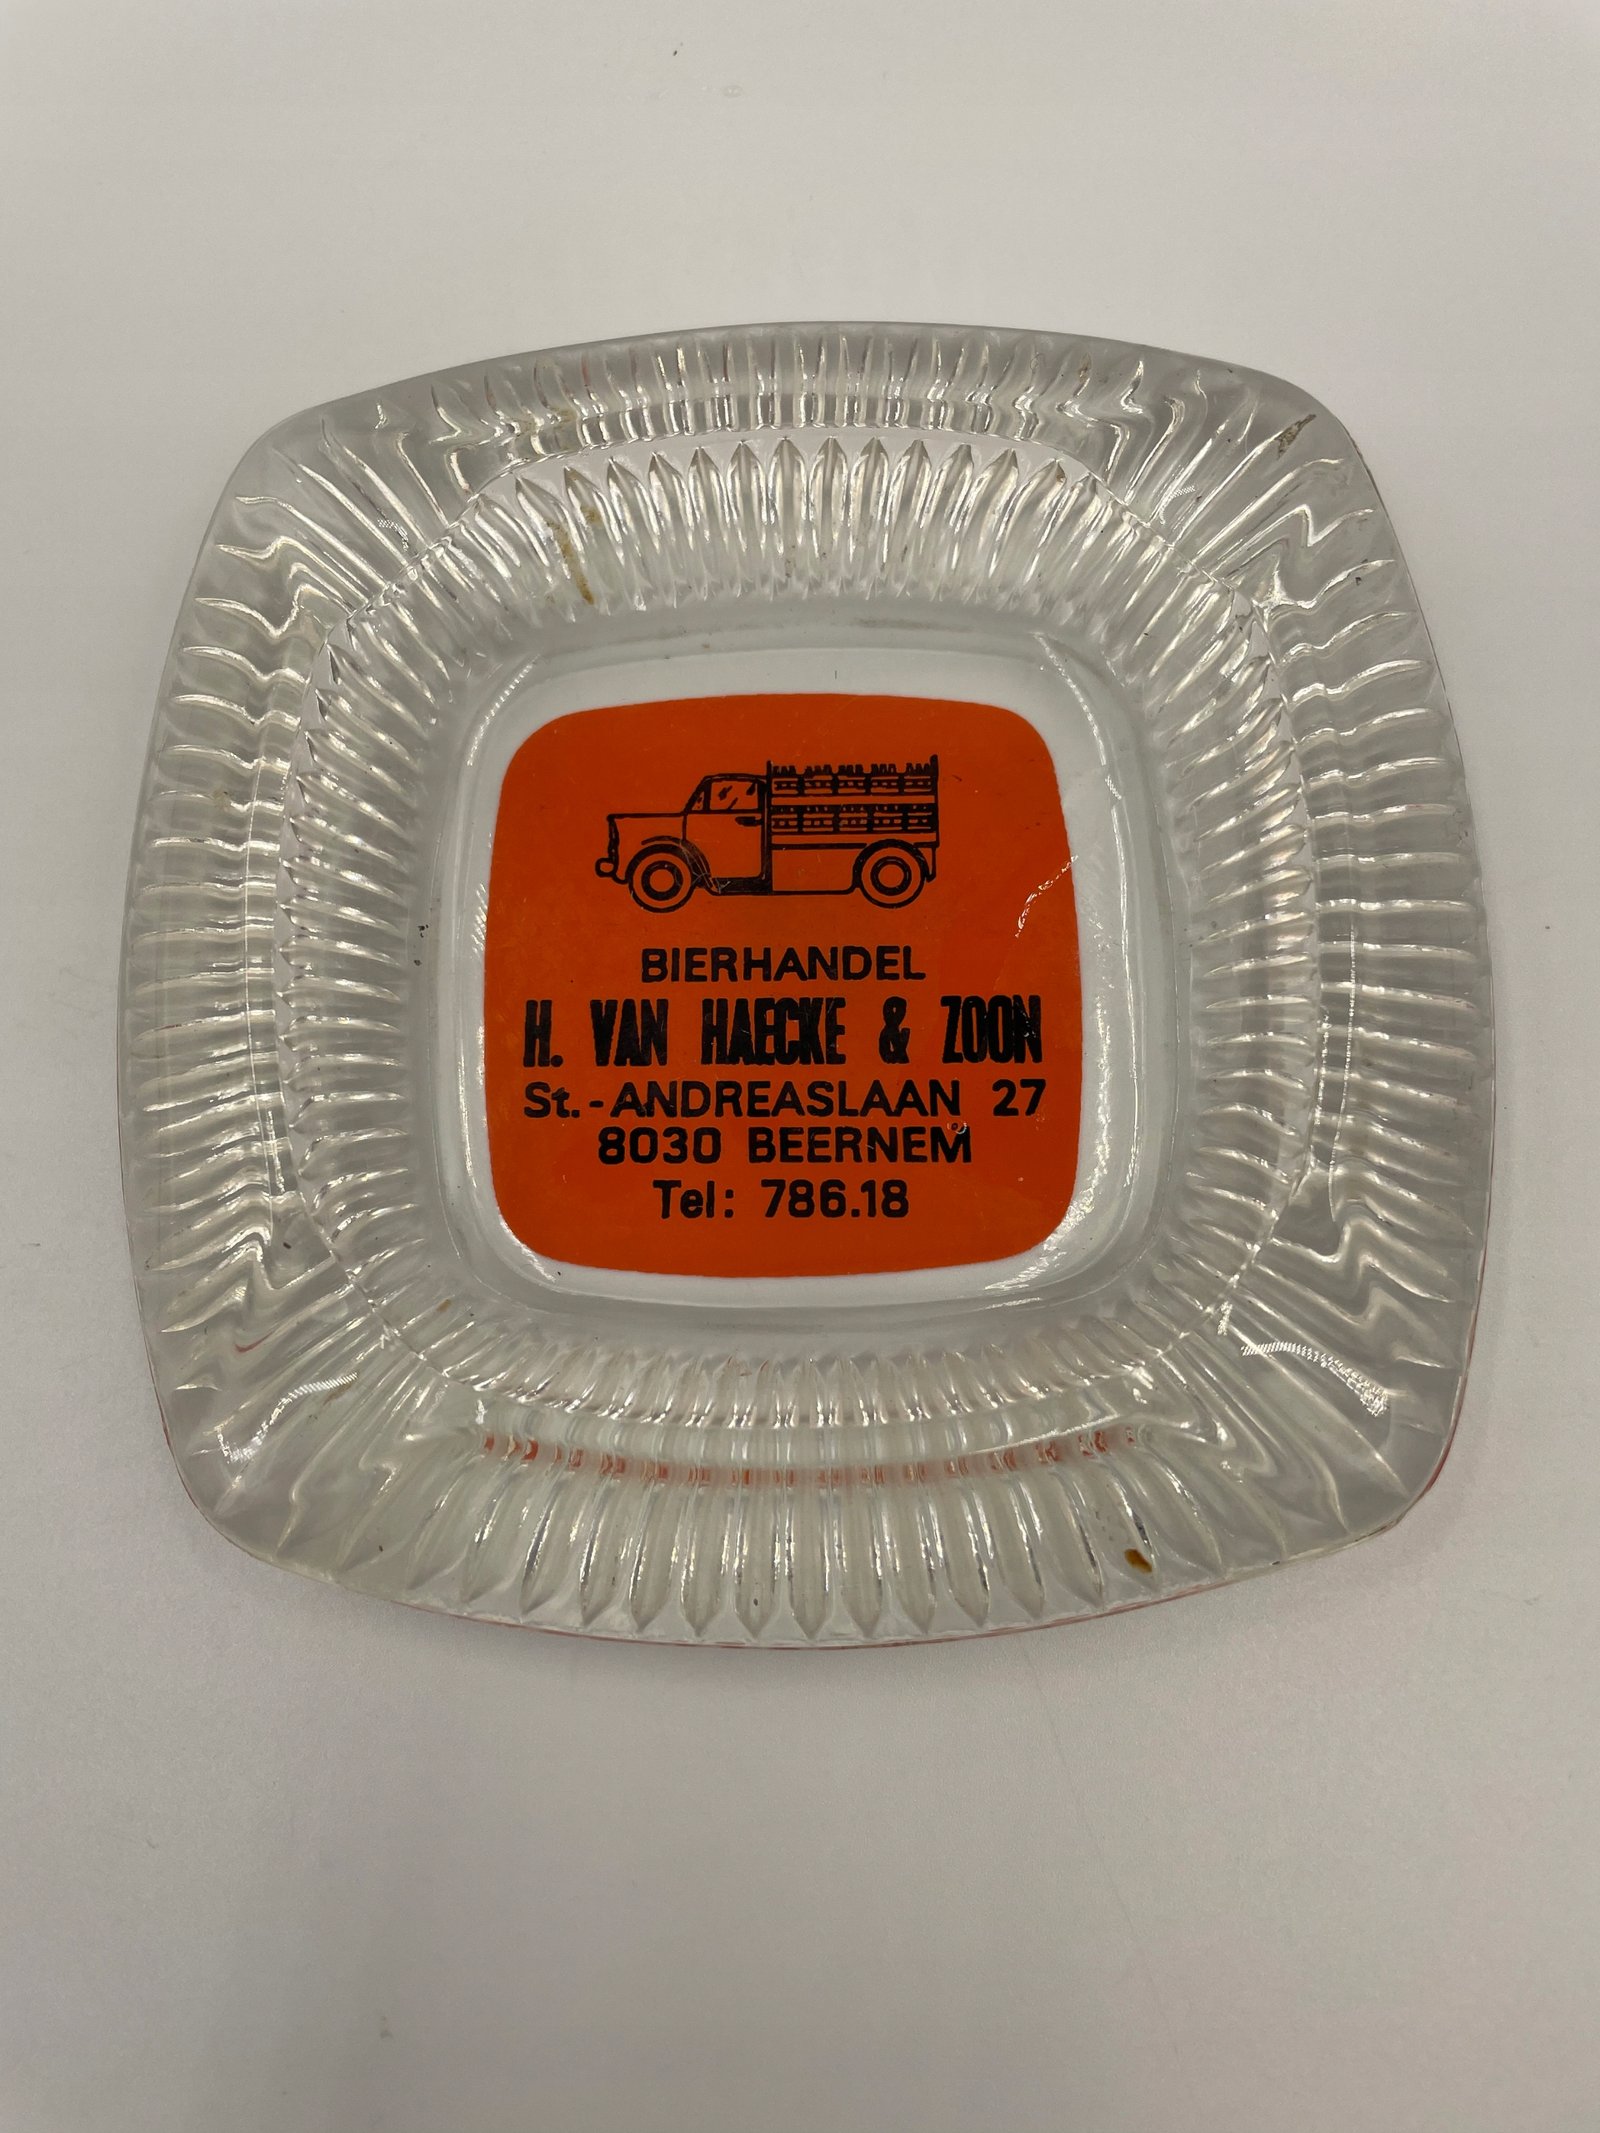 BIERHANDEL
H. VAN HAECKE & ZOON
St.-ANDREASLAAN 27
8030 BEERNEM
Tel: 786.18